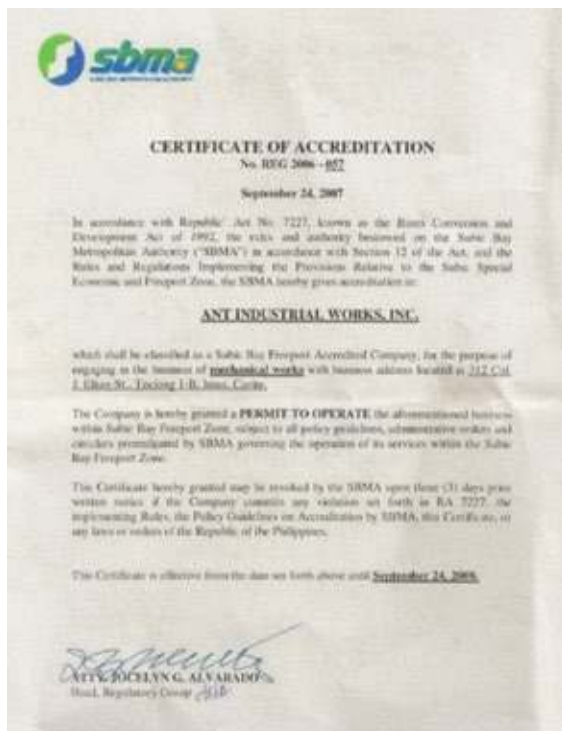 sbma
CERTIFICATE OF ACCREDITATION
No. REG 2006 - 057
September 24, 2007
In accordance with Republic Act No. 7227, known as the Bases Conversion and
Development Act of 1992, the rules and authority bestowed on the Subic Bay
Metropolitan Authority ("SBMA") in accordance with Section 12 of the Act, and the
Rules and Regulations Implementing the Provisions Relative to the Subic Special
Economic and Freeport Zone, the SBMA hereby gives accreditation to:
ANT INDUSTRIAL WORKS, INC.
which shall be classified as a Subic Bay Freeport Accredited Company, for the purpose of
engaging in the business of mechanical works with business address located at 312 Col.
St., 1-B, Imus, Cavite.
The Company is hereby granted a PERMIT TO OPERATE the aforementioned business
within Subic Bay Freeport Zone, subject to all policy guidelines, administrative orders and
circulars promulgated by SBMA governing the operation of its services within the Subic
Bay Freeport Zone.
This Certificate hereby granted may be revoked by the SBMA upon three (3) days prior
written notice if the Company commits any violation set forth in RA 7227, the
implementing Rules, the Policy Guidelines on Accreditation by SBMA, this Certificate, or
any laws or orders of the Republic of the Philippines.
This Certificate is effective from the date set forth above until September 24, 2008.
ATTY. JOCELYN G. ALVARADO
Head, Regulatory Group